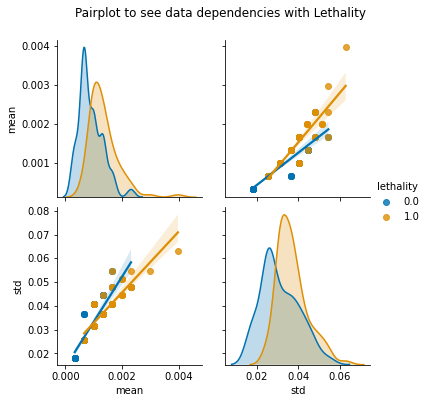 Pairplot to see data dependencies with Lethality
0.004
0.003
0.002
0.001
mean
lethality
0.0
1.0
0.08
0.07
0.06
0.05
0.04
0.03
0.02
std
0.000 0.002 0.004
mean
0.02 0.04 0.06
std